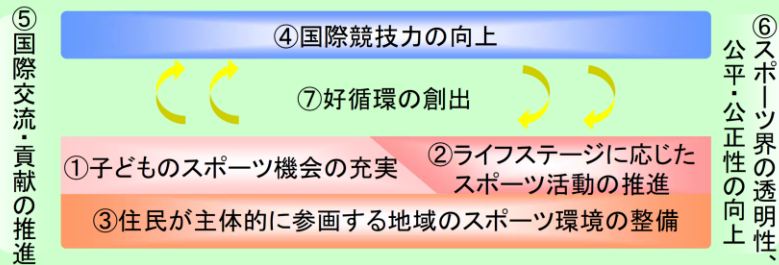 ⑤国際交流・貢献の推進
④国際競技力の向上
⑦好循環の創出
①子どものスポーツ機会の充実
②ライフステージに応じた
スポーツ活動の推進
③住民が主体的に参画する地域のスポーツ環境の整備
⑥スポーツ界の透明性、
公平・公正性の向上